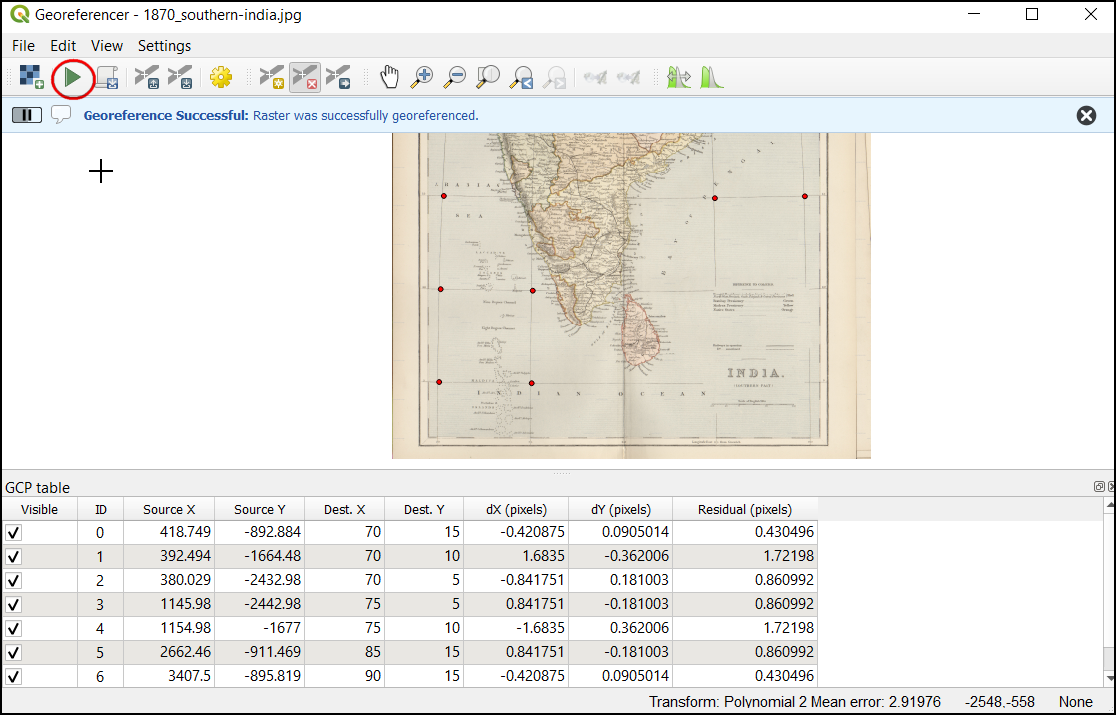 Georeferencer - 1870_southern-india.jpg
File Edit View Settings
Georeference Successful: Raster was successfully georeferenced.
SEA
INDIA.
(SOUTHERN PART)
INDIAN OCEAN
GCP table
Visible ID Source X Source Y Dest. X Dest. Y dX (pixels) dY (pixels) Residual (pixels)
0 418.749 -892.884 70 15 -0.420875 0.0905014 0.430496
1 392.494 -1664.48 70 10 1.6835 -0.362006 1.72198
2 380.029 -2432.98 70 5 -0.841751 0.181003 0.860992
3 1145.98 -2442.98 75 5 0.841751 -0.181003 0.860992
4 1154.98 -1677 75 10 -1.6835 0.362006 1.72198
5 2662.46 -911.469 85 15 0.841751 -0.181003 0.860992
6 3407.5 -895.819 90 15 -0.420875 0.0905014 0.430496
Transform: Polynomial 2 Mean error: 2.91976 -2548,-558 None